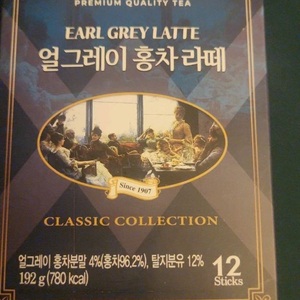 PREMIUM QUALITY TEA
EARL GREY LATTE
얼그레이 홍차 라떼
Since 1907
CLASSIC COLLECTION
얼그레이 홍차분말 4%(홍차96.2%), 탈지분유 12%
192 g (780 kcal)
12
Sticks